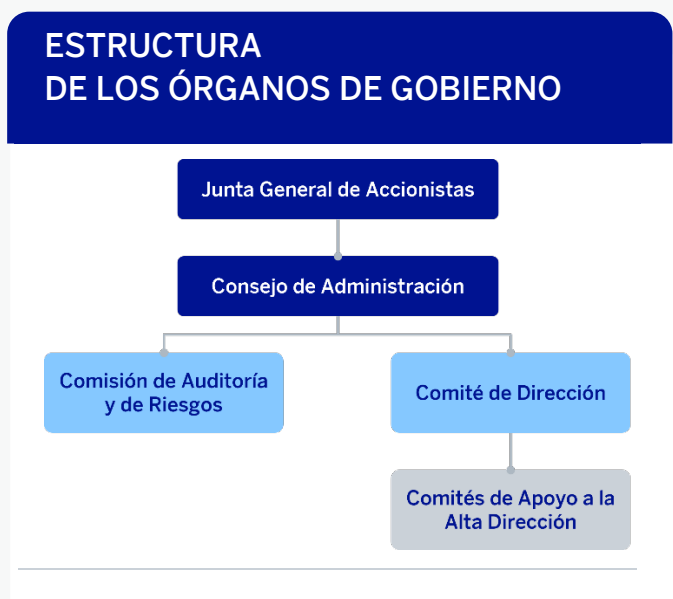 ESTRUCTURA
DE LOS ÓRGANOS DE GOBIERNO
Junta General de Accionistas
Consejo de Administración
Comisión de Auditoría
y de Riesgos
Comité de Dirección
Comités de Apoyo a la
Alta Dirección